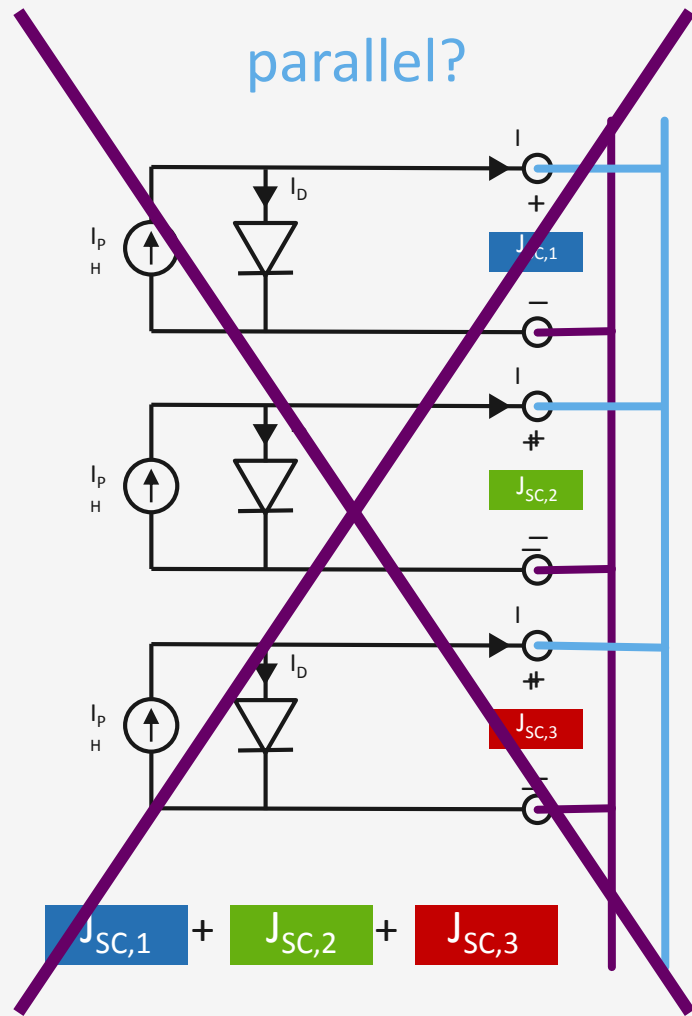 parallel?
I
I_D
+
I_P
H
J_SC,1
–
I
+
I_P
H
J_SC,2
–
I
I_D
+
I_P
H
J_SC,3
–
J_SC,1 + J_SC,2 + J_SC,3